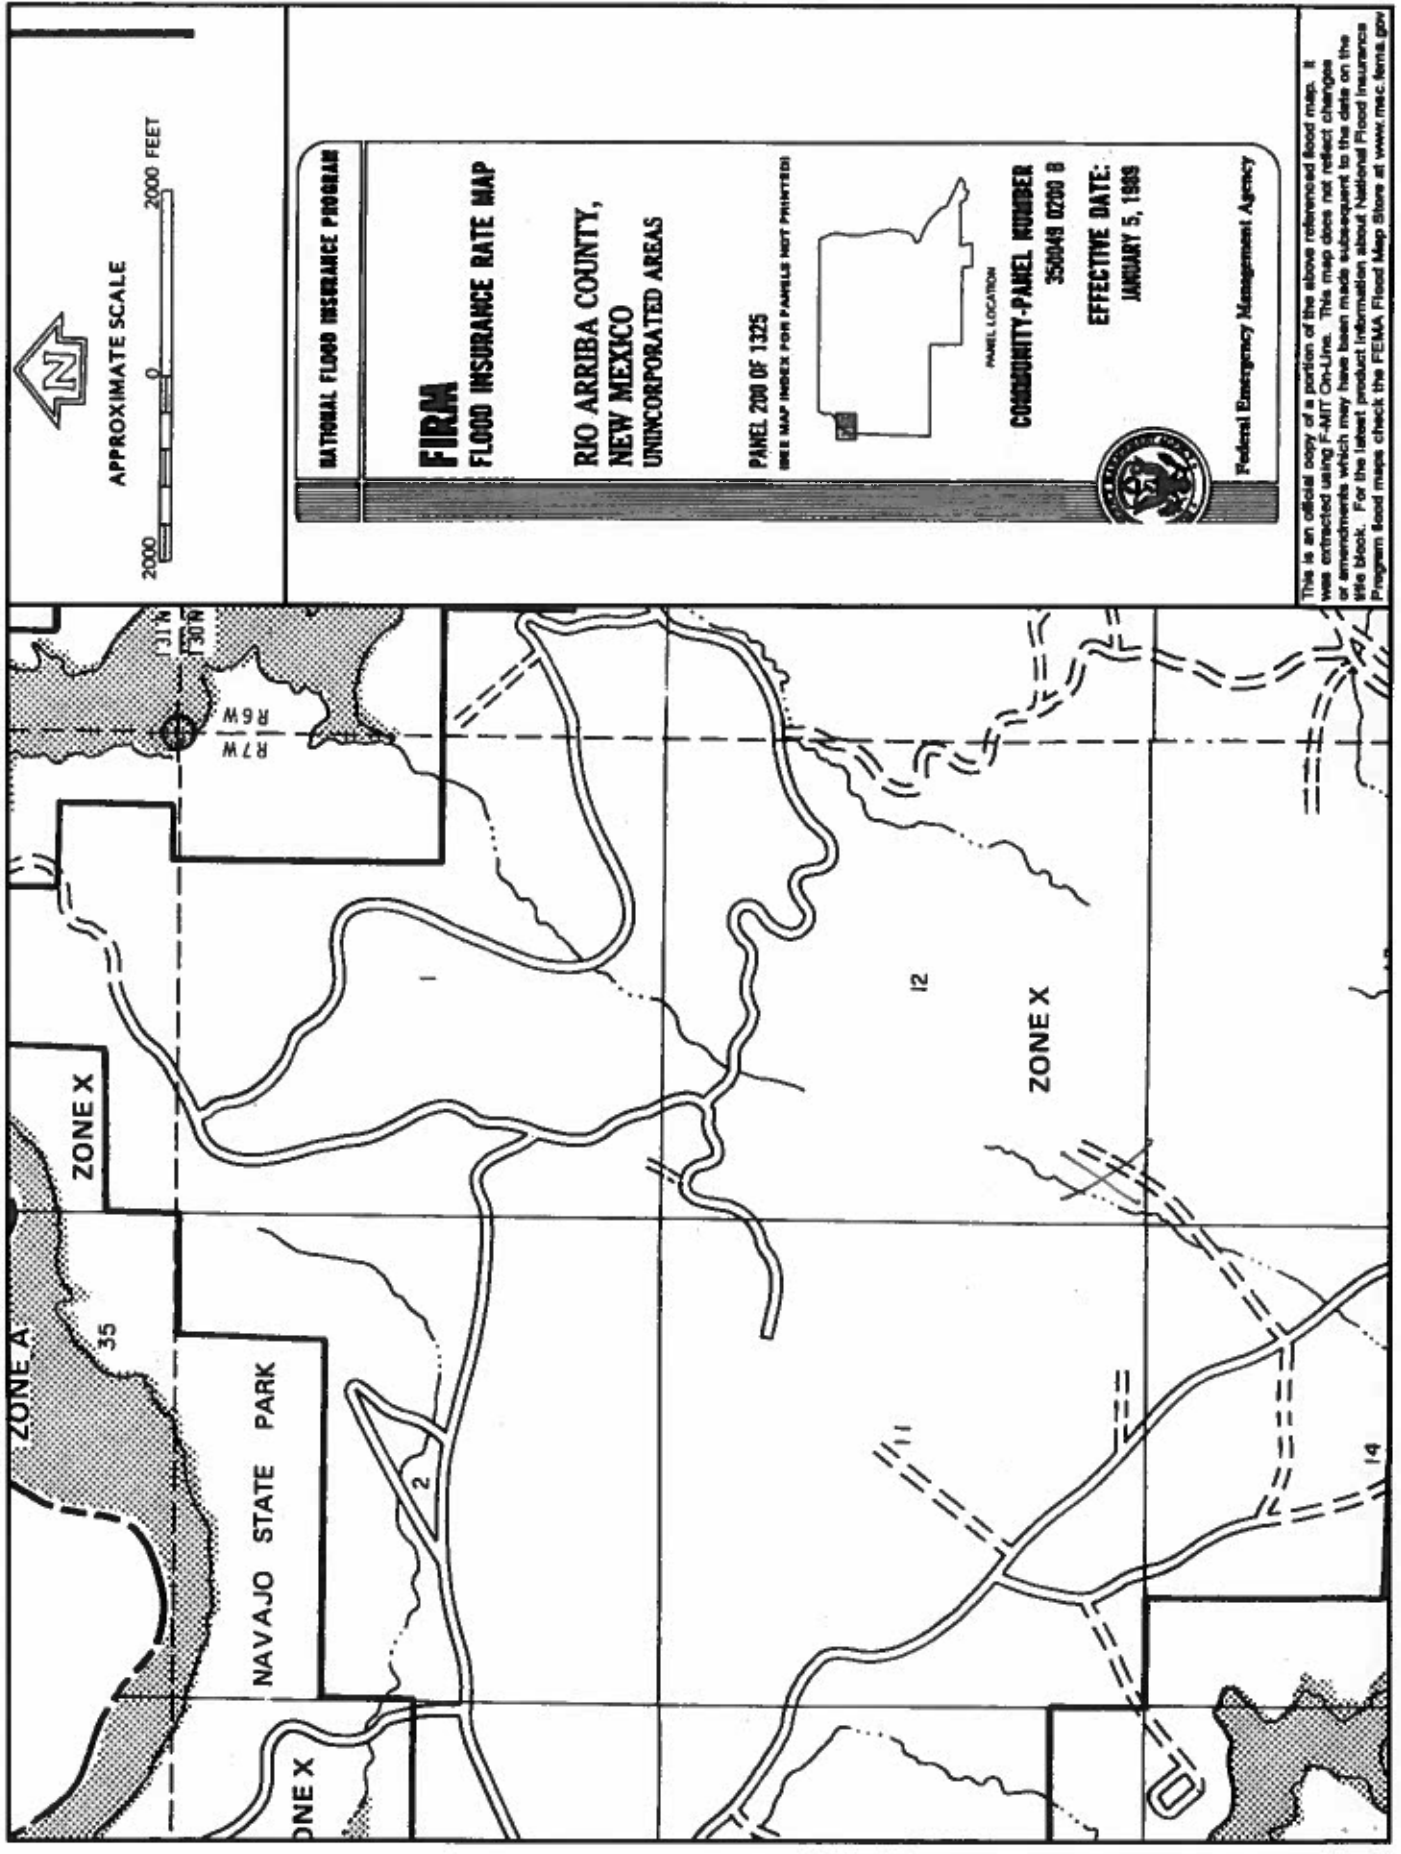 APPROXIMATE SCALE
2000 0 2000 FEET
N
NATIONAL FLOOD INSURANCE PROGRAM
FIRM
FLOOD INSURANCE RATE MAP
RIO ARRIBA COUNTY,
NEW MEXICO
UNINCORPORATED AREAS
PANEL 200 OF 1325
(SEE MAP INDEX FOR PANELS NOT PRINTED)
PANEL LOCATION
COMMUNITY-PANEL NUMBER
350049 0200 B
EFFECTIVE DATE:
JANUARY 5, 1989
Federal Emergency Management Agency
This is an official copy of a portion of the above referenced flood map. It
was extracted using F-MIT On-Line. This map does not reflect changes
or amendments which may have been made subsequent to the date on the
title block. For the latest product information about National Flood Insurance
Program flood maps check the FEMA Flood Map Store at www.msc.fema.gov
ZONE A
35
ZONE X
T31N
T30N
R7W R6W
NAVAJO STATE PARK
ONE X
2
1
11
12
ZONE X
14